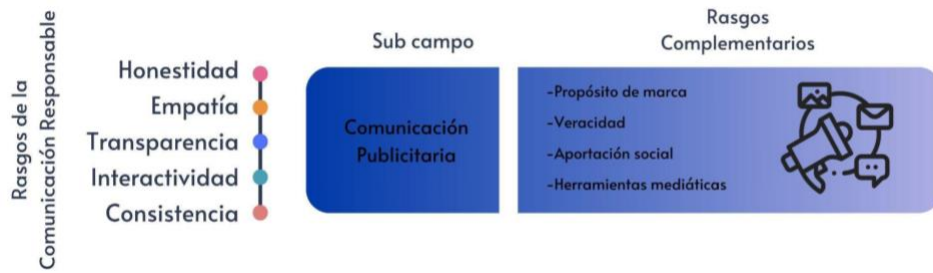 Rasgos de la
Comunicación Responsable
Honestidad
Empatía
Transparencia
Interactividad
Consistencia
Sub campo
Comunicación
Publicitaria
Rasgos
Complementarios
-Propósito de marca
-Veracidad
-Aportación social
-Herramientas mediáticas